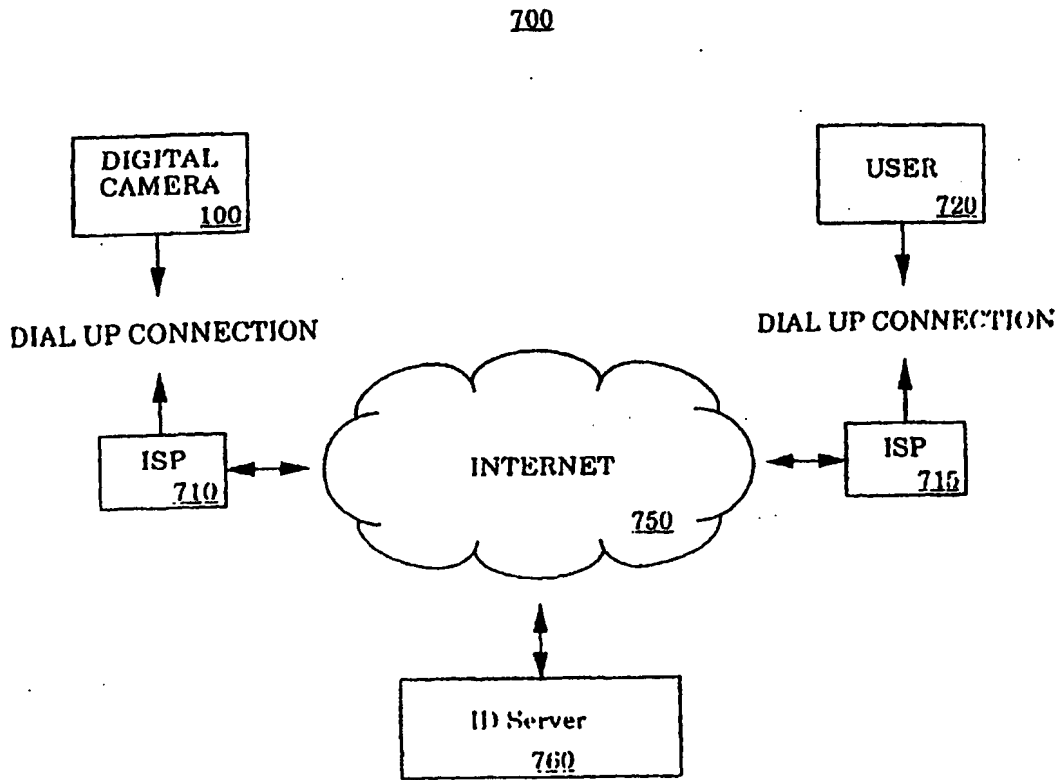 700
DIGITAL
CAMERA
100
USER
720
DIAL UP CONNECTION
DIAL UP CONNECTION
ISP
710
INTERNET
750
ISP
715
ID Server
760